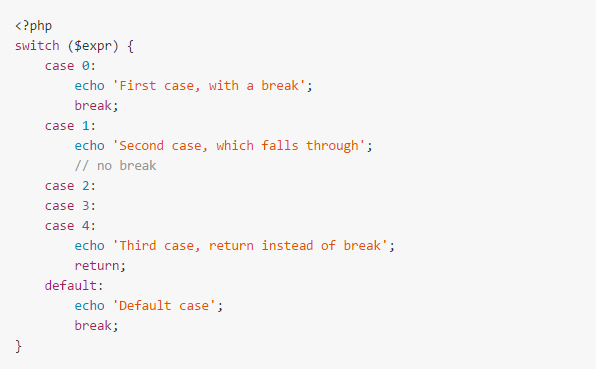 <?php
switch ($expr) {
    case 0:
        echo 'First case, with a break';
        break;
    case 1:
        echo 'Second case, which falls through';
        // no break
    case 2:
    case 3:
    case 4:
        echo 'Third case, return instead of break';
        return;
    default:
        echo 'Default case';
        break;
}